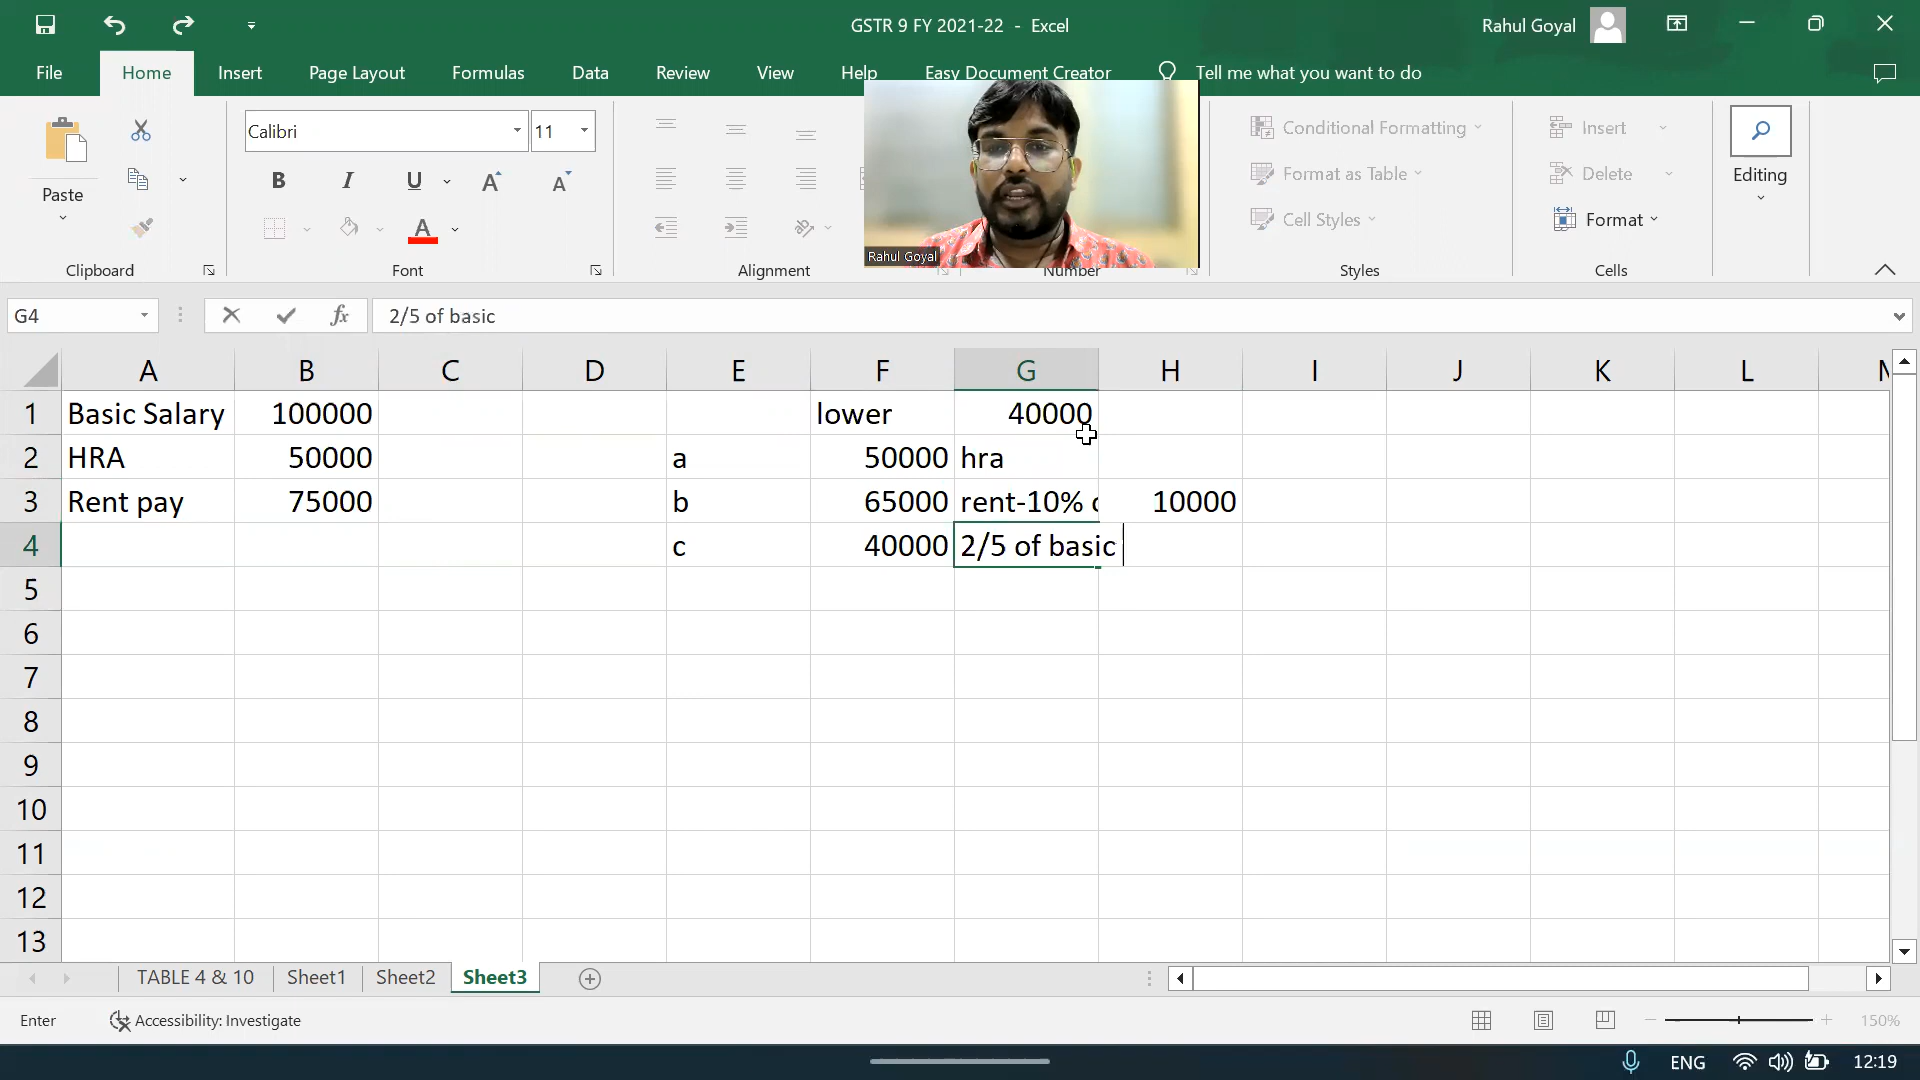 GSTR 9 FY 2021-22 - Excel
Rahul Goyal
File Home Insert Page Layout Formulas Data Review View Help Easy Document Creator Tell me what you want to do
Calibri 11
Conditional Formatting Insert
Paste B I U A A Format as Table Delete Editing
A Cell Styles Format
Rahul Goyal
Clipboard Font Alignment Number Styles Cells
G4 fx 2/5 of basic
A B C D E F G H I J K L
1 Basic Salary 100000 lower 40000
2 HRA 50000 a 50000 hra
3 Rent pay 75000 b 65000 rent-10% 10000
4 c 40000 2/5 of basic
5
6
7
8
9
10
11
12
13
TABLE 4 & 10 Sheet1 Sheet2 Sheet3
Enter Accessibility: Investigate 150%
ENG 12:19